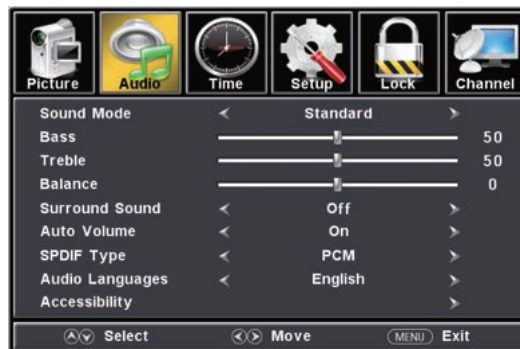 Picture Audio Time Setup Lock Channel
Sound Mode Standard
Bass 50
Treble 50
Balance 0
Surround Sound Off
Auto Volume On
SPDIF Type PCM
Audio Languages English
Accessibility
Select Move MENU Exit